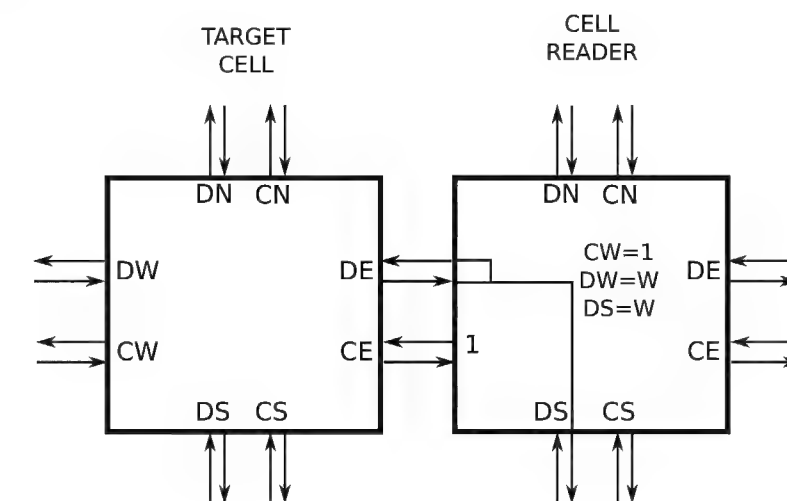 TARGET
CELL
CELL
READER
DN CN
DN CN
DW
DE
CW=1
DW=W
DS=W
DE
CW
CE
1
CE
DS CS
DS CS